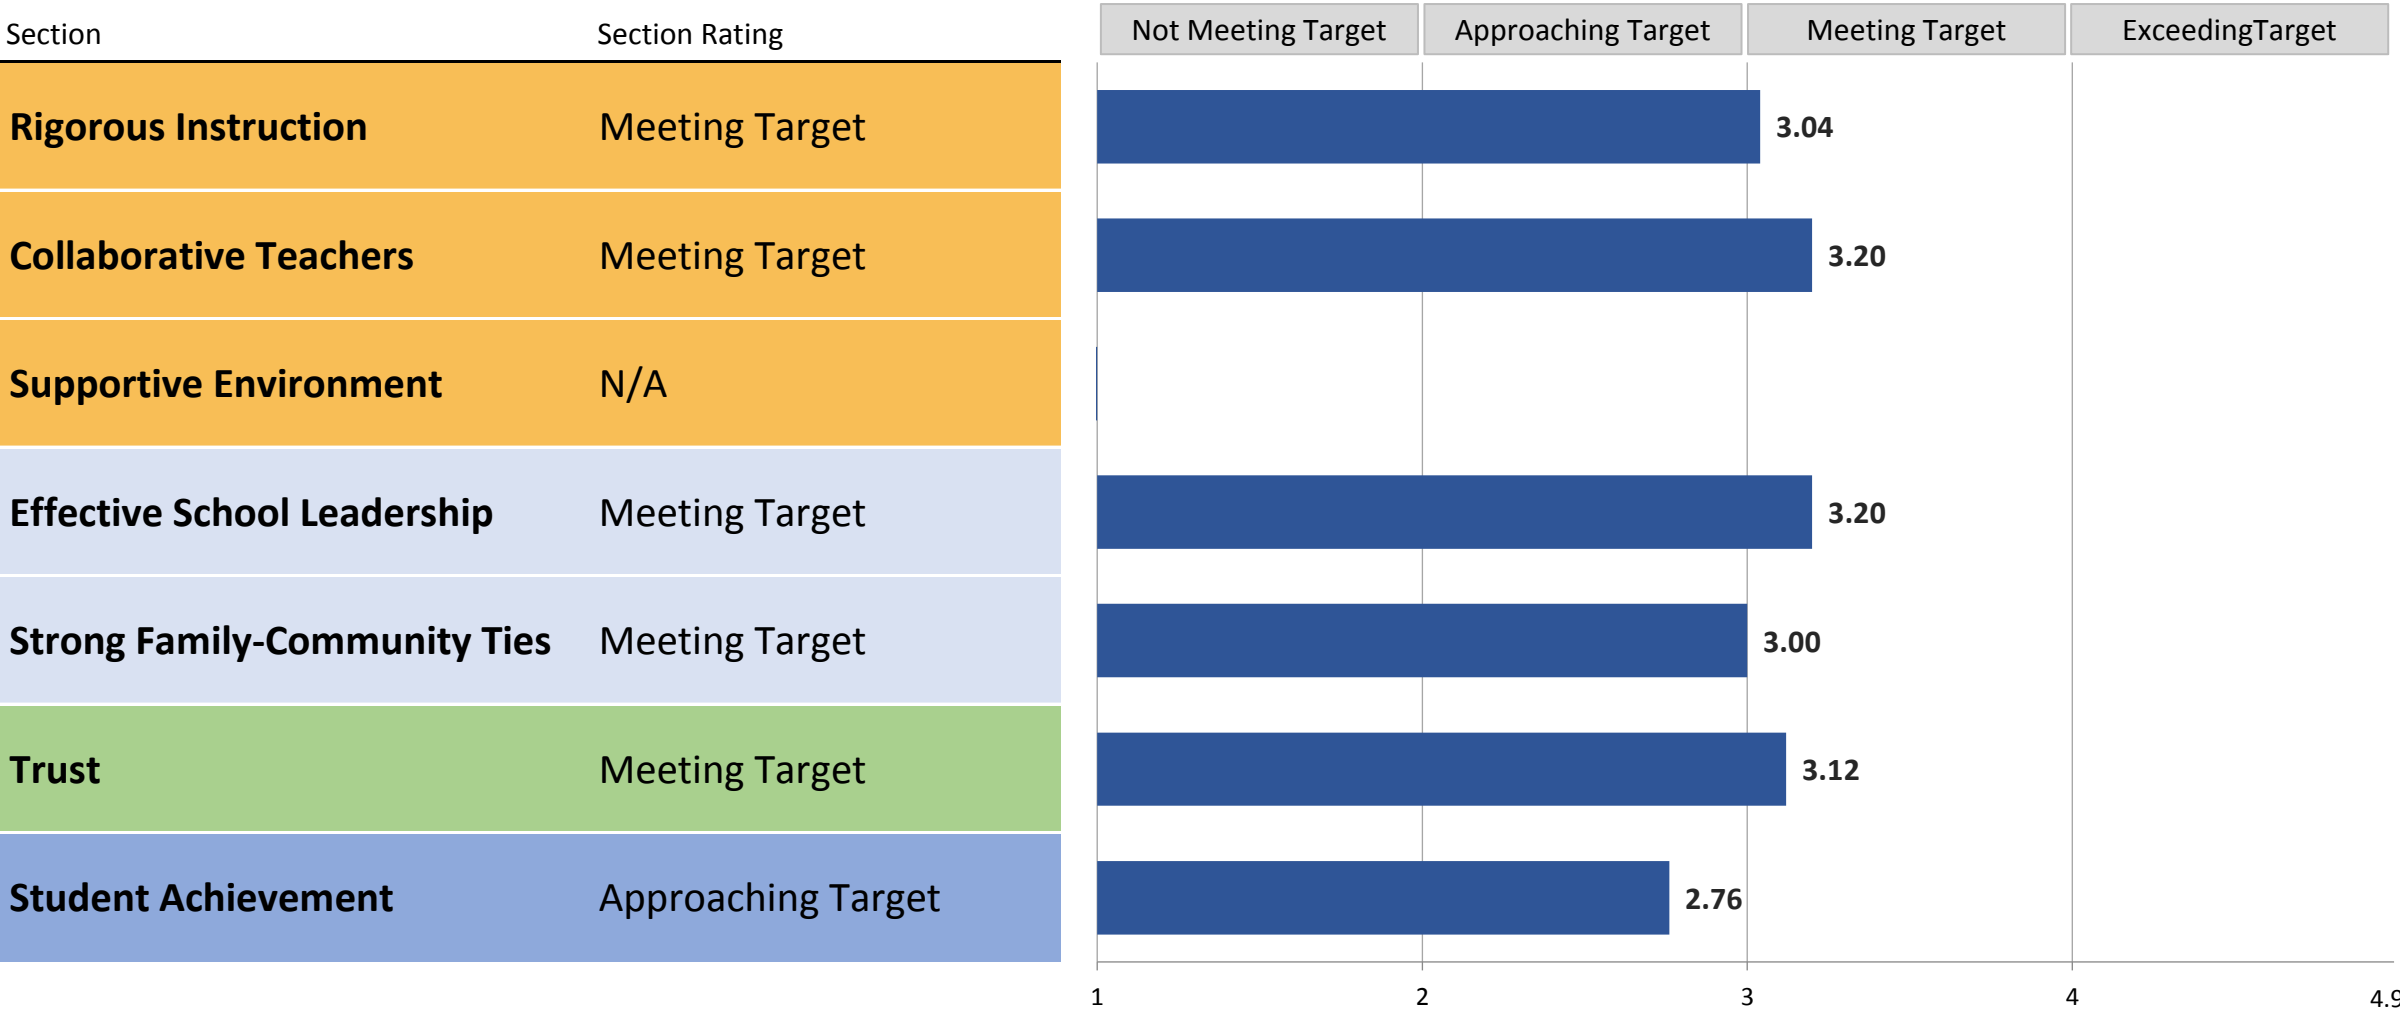 Section Section Rating Not Meeting Target Approaching Target Meeting Target ExceedingTarget
Rigorous Instruction Meeting Target 3.04
Collaborative Teachers Meeting Target 3.20
Supportive Environment N/A
Effective School Leadership Meeting Target 3.20
Strong Family-Community Ties Meeting Target 3.00
Trust Meeting Target 3.12
Student Achievement Approaching Target 2.76
1 2 3 4 4.9